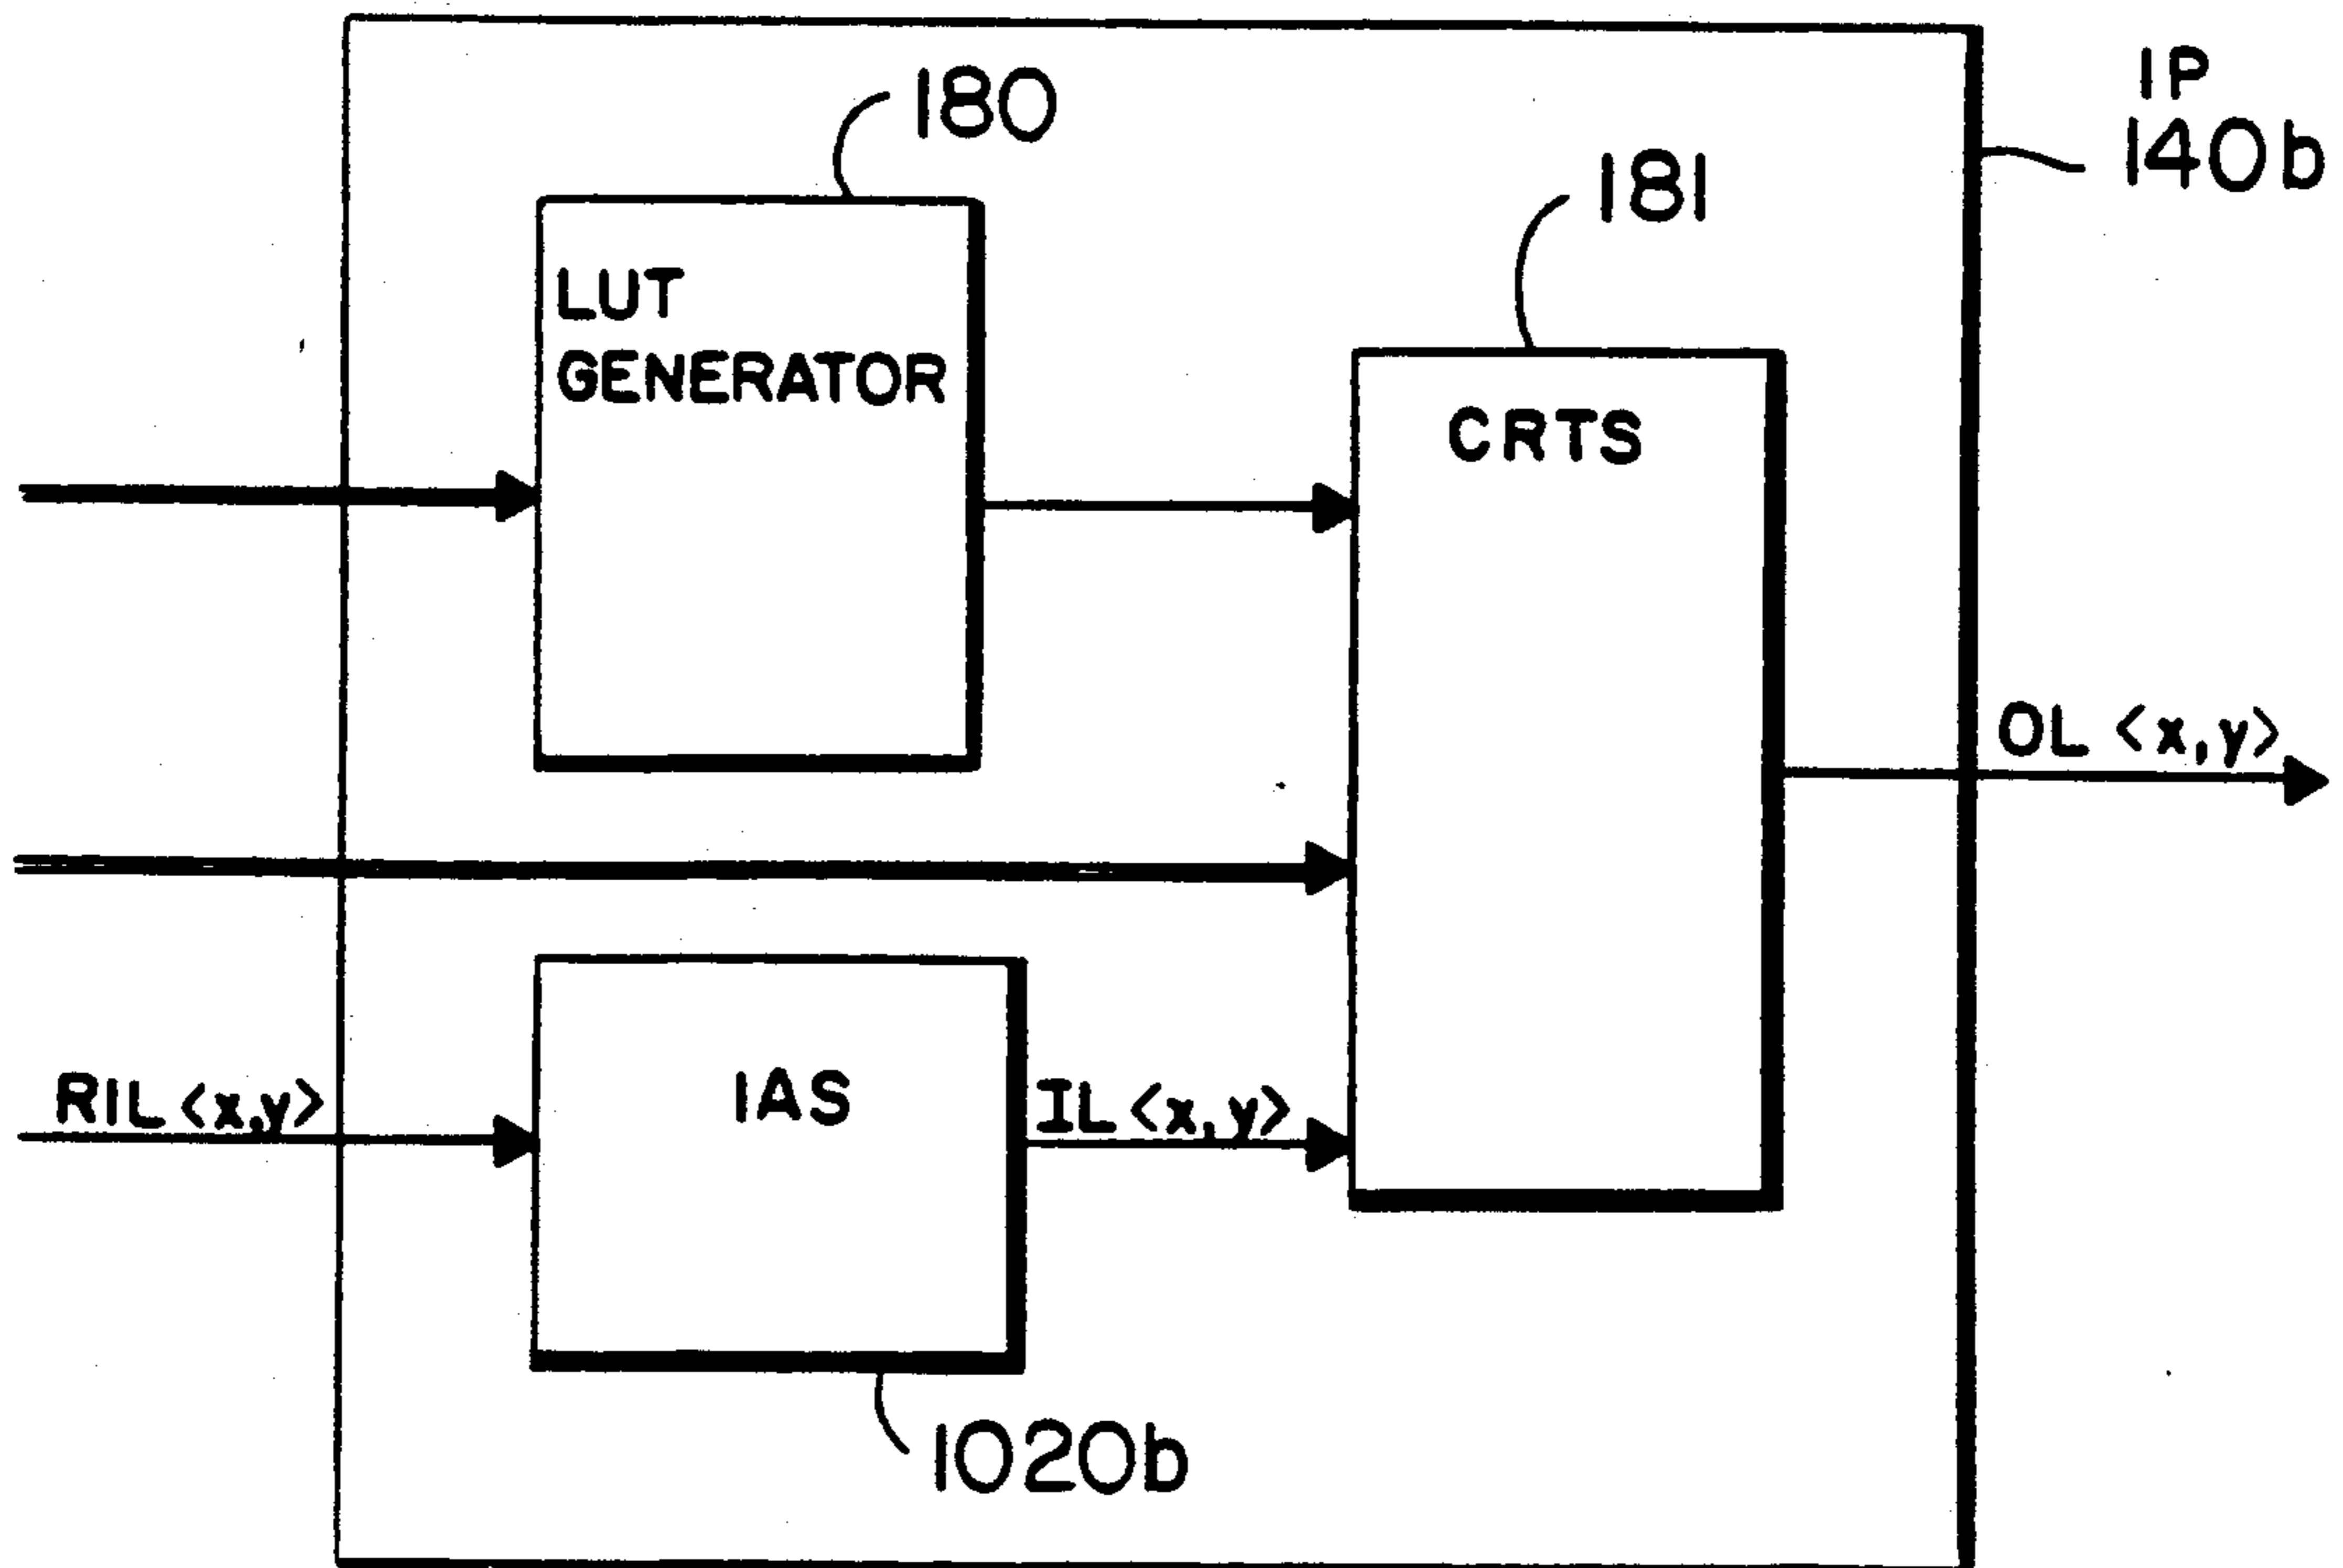 180
IP
140b
181
LUT
GENERATOR
CRTS
OL <x,y>
RIL <x,y>
IAS
IL <x,y>
1020b